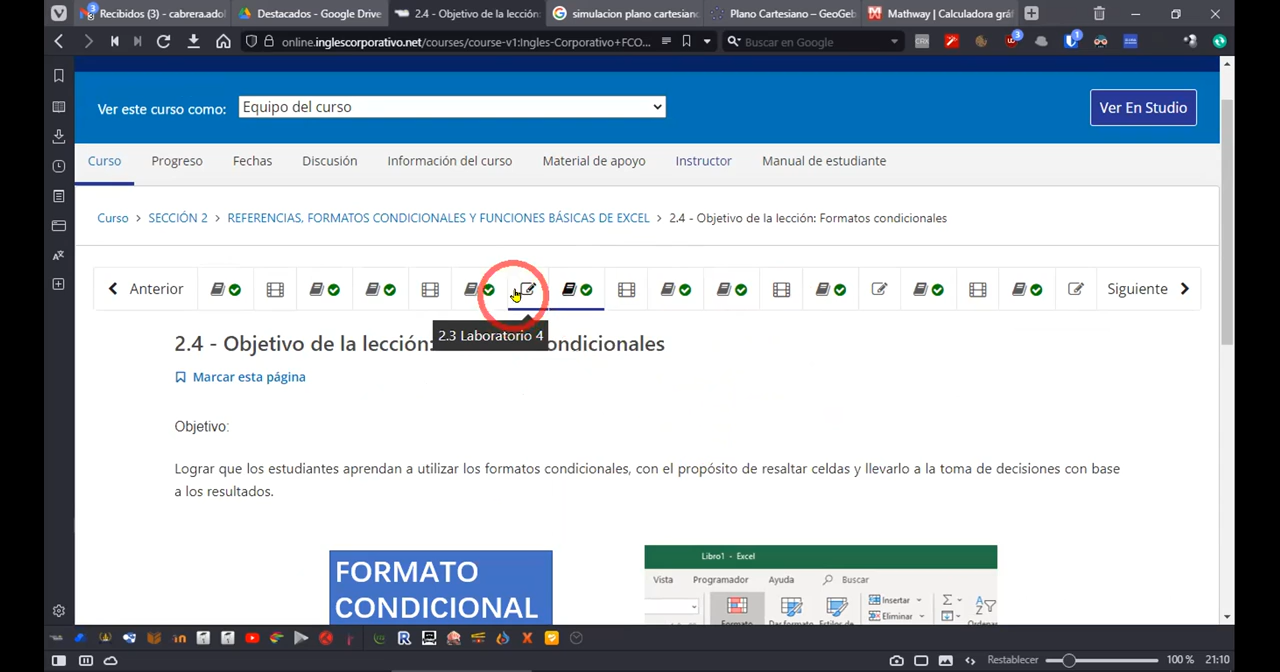 Recibidos (3) - cabrera.adol
Destacados - Google Drive
2.4 - Objetivo de la lección:
simulacion plano cartesiano
Plano Cartesiano – GeoGeb
Mathway | Calculadora gráf
online.inglescorporativo.net/courses/course-v1:Ingles-Corporativo+FCO...
Buscar en Google
CRX
3
1
Ver este curso como:
Equipo del curso
Ver En Studio
Curso
Progreso
Fechas
Discusión
Información del curso
Material de apoyo
Instructor
Manual de estudiante
Curso > SECCIÓN 2 > REFERENCIAS, FORMATOS CONDICIONALES Y FUNCIONES BÁSICAS DE EXCEL > 2.4 - Objetivo de la lección: Formatos condicionales
Anterior
Siguiente
2.3 Laboratorio 4
2.4 - Objetivo de la lección: condicionales
Marcar esta página
Objetivo:
Lograr que los estudiantes aprendan a utilizar los formatos condicionales, con el propósito de resaltar celdas y llevarlo a la toma de decisiones con base
a los resultados.
FORMATO
CONDICIONAL
Libro1 - Excel
Vista
Programador
Ayuda
Buscar
Insertar
Eliminar
Restablecer
100 %
21:10